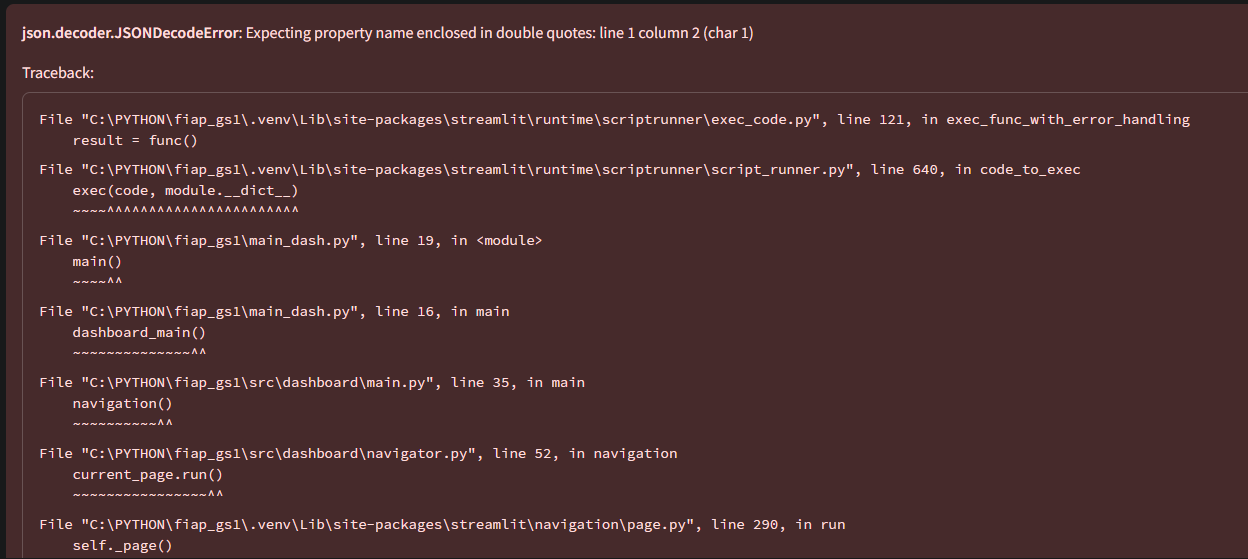 json.decoder.JSONDecodeError: Expecting property name enclosed in double quotes: line 1 column 2 (char 1)
Traceback:
File "C:\PYTHON\fiap_gs1\.venv\Lib\site-packages\streamlit\runtime\scriptrunner\exec_code.py", line 121, in exec_func_with_error_handling
    result = func()
File "C:\PYTHON\fiap_gs1\.venv\Lib\site-packages\streamlit\runtime\scriptrunner\script_runner.py", line 640, in code_to_exec
    exec(code, module.__dict__)
    ~~~~^^^^^^^^^^^^^^^^^^^^^^^
File "C:\PYTHON\fiap_gs1\main_dash.py", line 19, in <module>
    main()
    ~~~~^^
File "C:\PYTHON\fiap_gs1\main_dash.py", line 16, in main
    dashboard_main()
    ~~~~~~~~~~~~~~^^
File "C:\PYTHON\fiap_gs1\src\dashboard\main.py", line 35, in main
    navigation()
    ~~~~~~~~~~^^
File "C:\PYTHON\fiap_gs1\src\dashboard\navigator.py", line 52, in navigation
    current_page.run()
    ~~~~~~~~~~~~~~~~^^
File "C:\PYTHON\fiap_gs1\.venv\Lib\site-packages\streamlit\navigation\page.py", line 290, in run
    self._page()